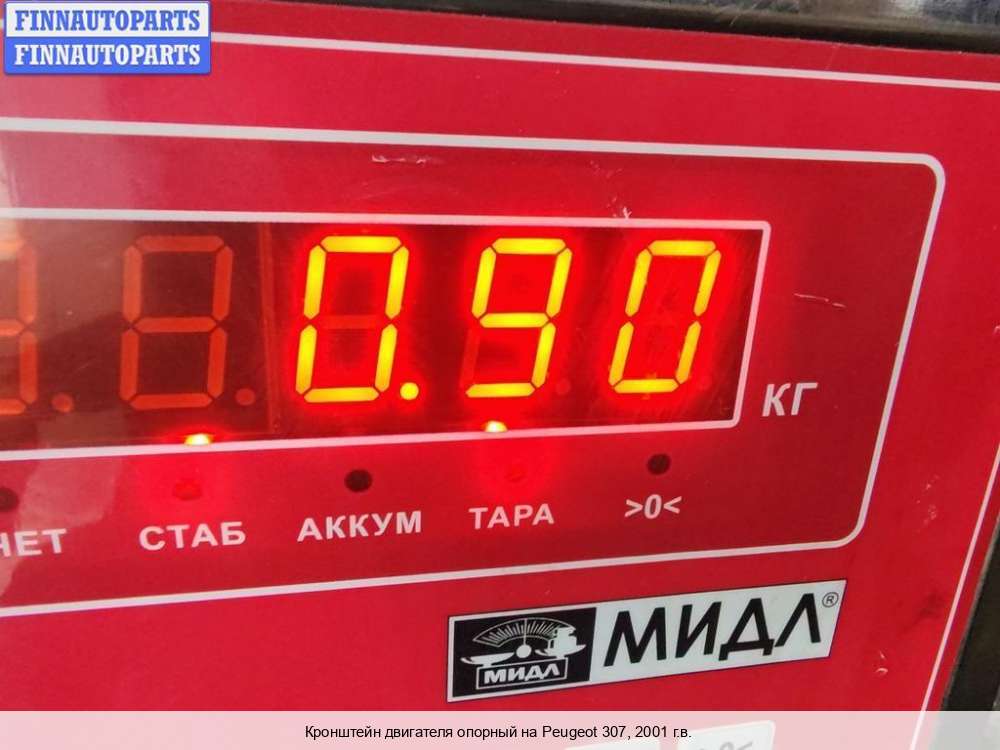 FINNAUTOPARTS
FINNAUTOPARTS
0.90
КГ
СТАБ АККУМ ТАРА >0<
МИДЛ МИДЛ®
Кронштейн двигателя опорный на Peugeot 307, 2001 г.в.